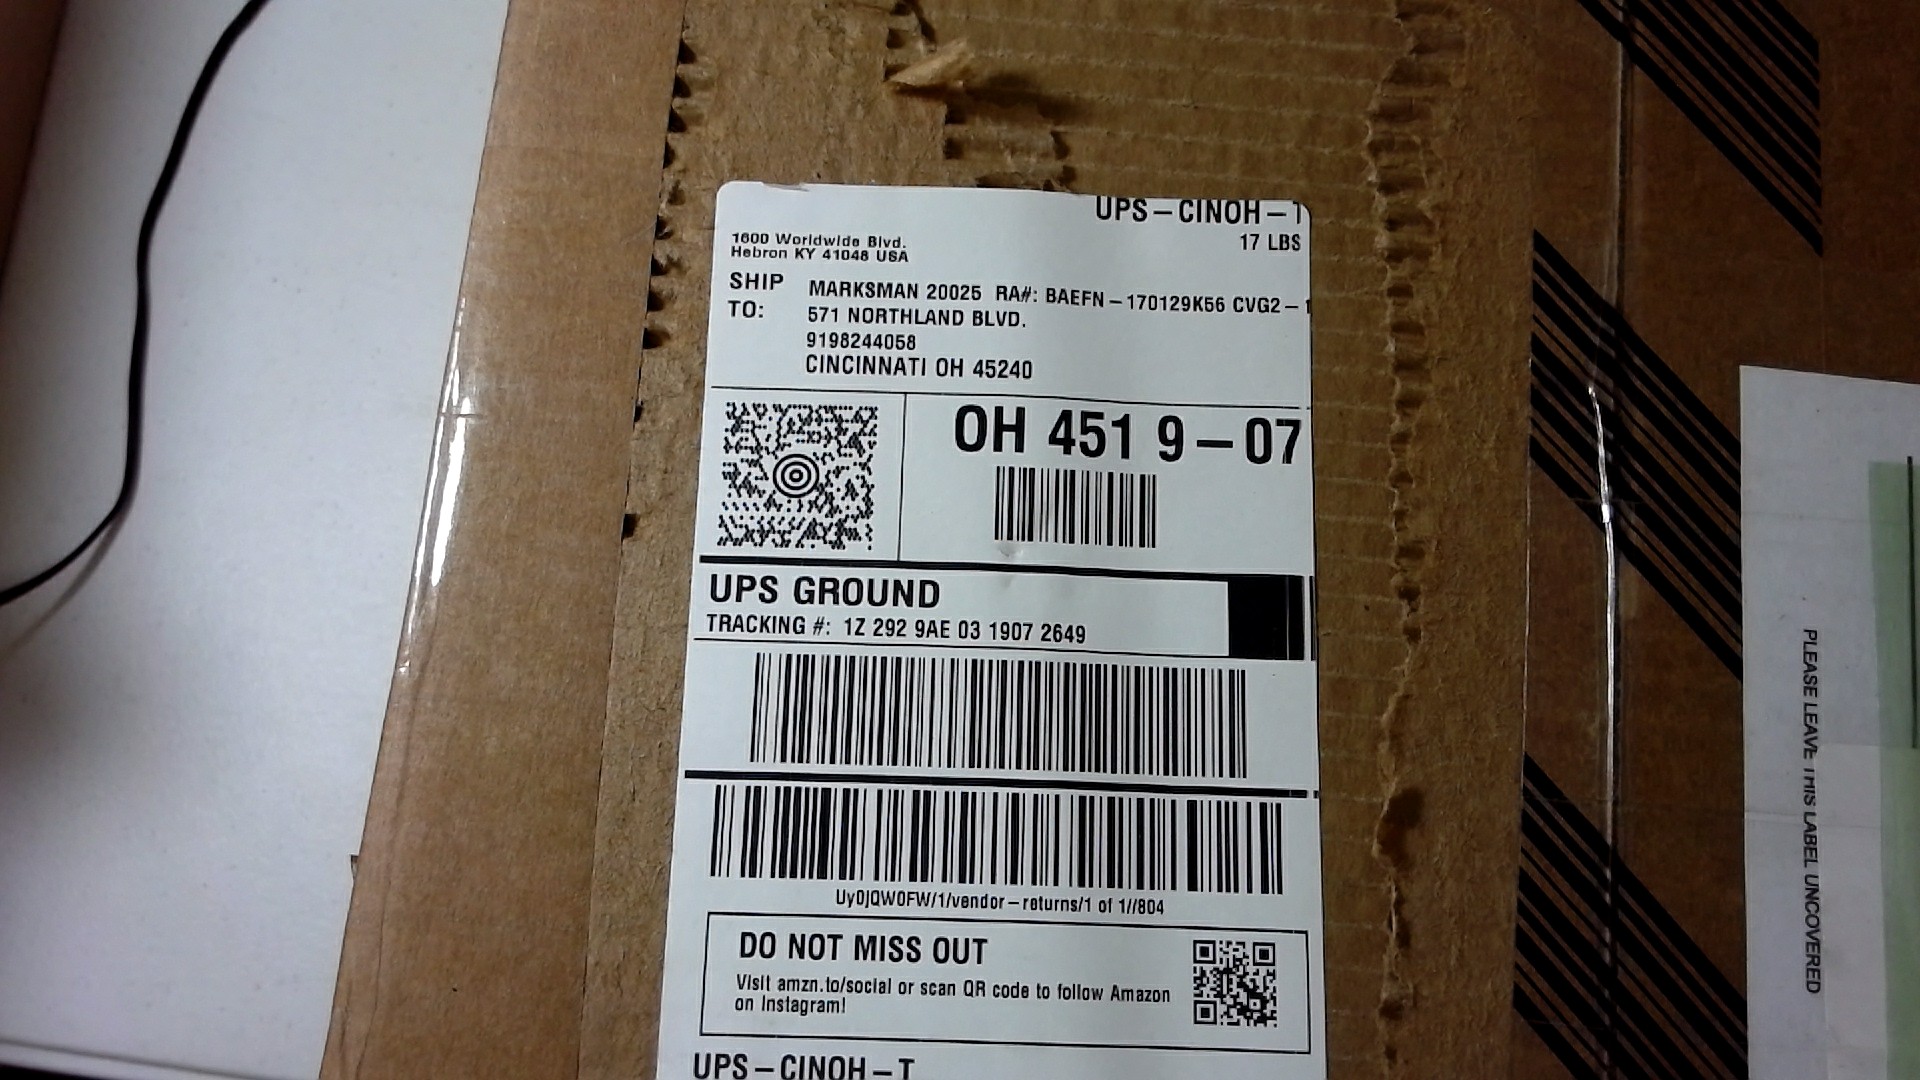 UPS-CINOH-T
17 LBS
1600 Worldwide Blvd.
Hebron KY 41048 USA
SHIP TO:
MARKSMAN 20025 RA#: BAEFN-170129K56 CVG2-1
571 NORTHLAND BLVD.
9198244058
CINCINNATI OH 45240
OH 451 9-07
UPS GROUND
TRACKING #: 1Z 292 9AE 03 1907 2649
Uy0jQW0FW/1/vendor-returns/1 of 1//804
DO NOT MISS OUT
Visit amzn.to/social or scan QR code to follow Amazon
on Instagram!
UPS-CINOH-T
PLEASE LEAVE THIS LABEL UNCOVERED